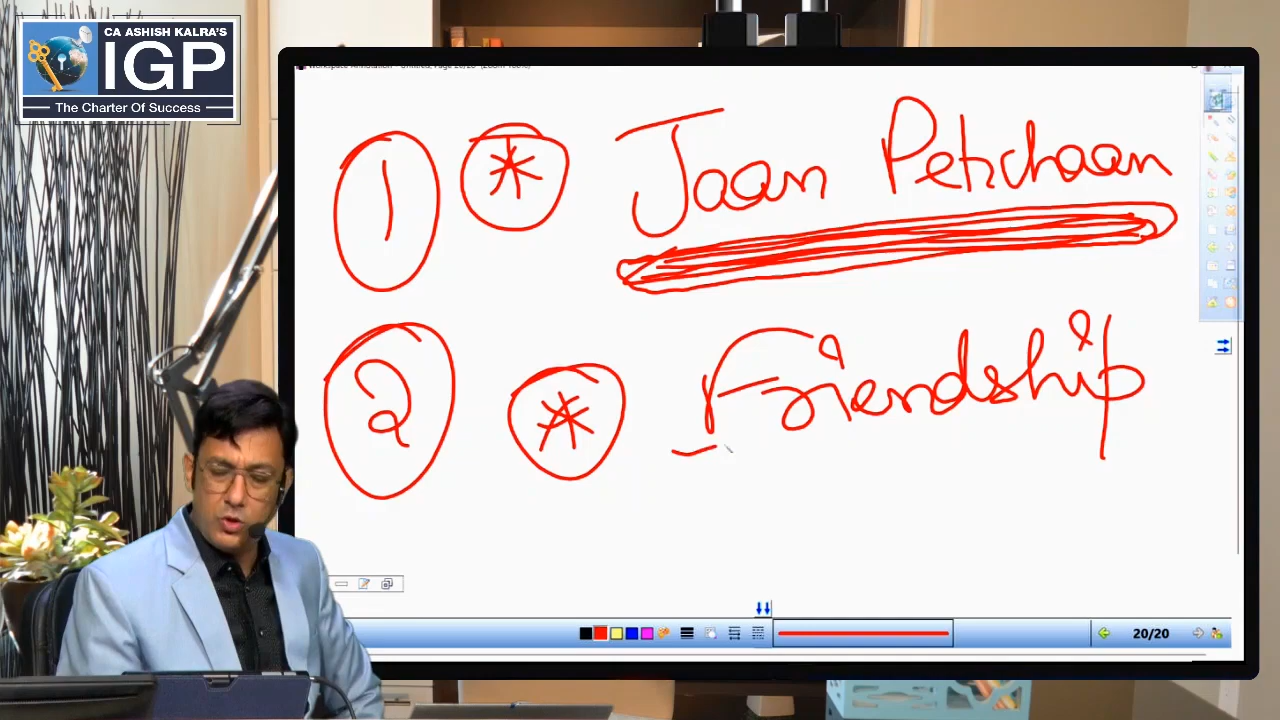 CA ASHISH KALRA'S
IGP
The Charter Of Success
1 * Jaan Pehchaan
2 * Friendship
20/20